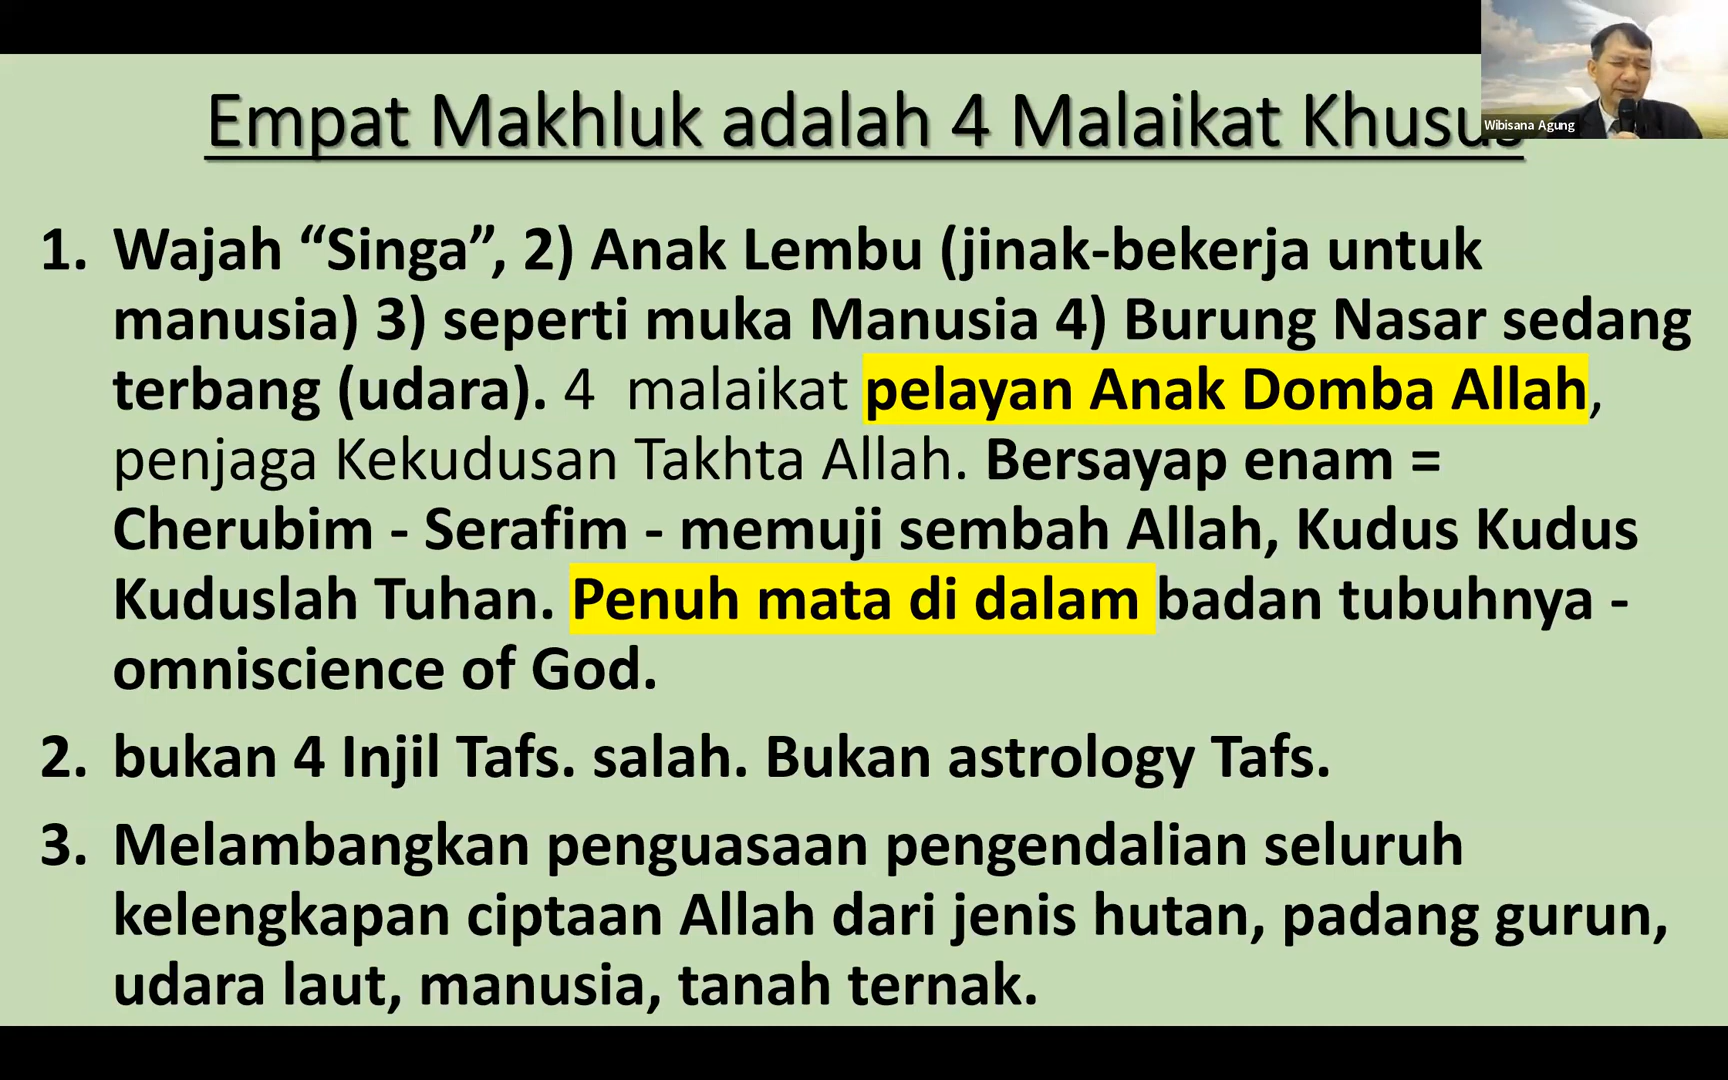 Empat Makhluk adalah 4 Malaikat Khusus
Wibisana Agung
1. Wajah “Singa”, 2) Anak Lembu (jinak-bekerja untuk
manusia) 3) seperti muka Manusia 4) Burung Nasar sedang
terbang (udara). 4 malaikat pelayan Anak Domba Allah,
penjaga Kekudusan Takhta Allah. Bersayap enam =
Cherubim - Serafim - memuji sembah Allah, Kudus Kudus
Kuduslah Tuhan. Penuh mata di dalam badan tubuhnya -
omniscience of God.
2. bukan 4 Injil Tafs. salah. Bukan astrology Tafs.
3. Melambangkan penguasaan pengendalian seluruh
kelengkapan ciptaan Allah dari jenis hutan, padang gurun,
udara laut, manusia, tanah ternak.